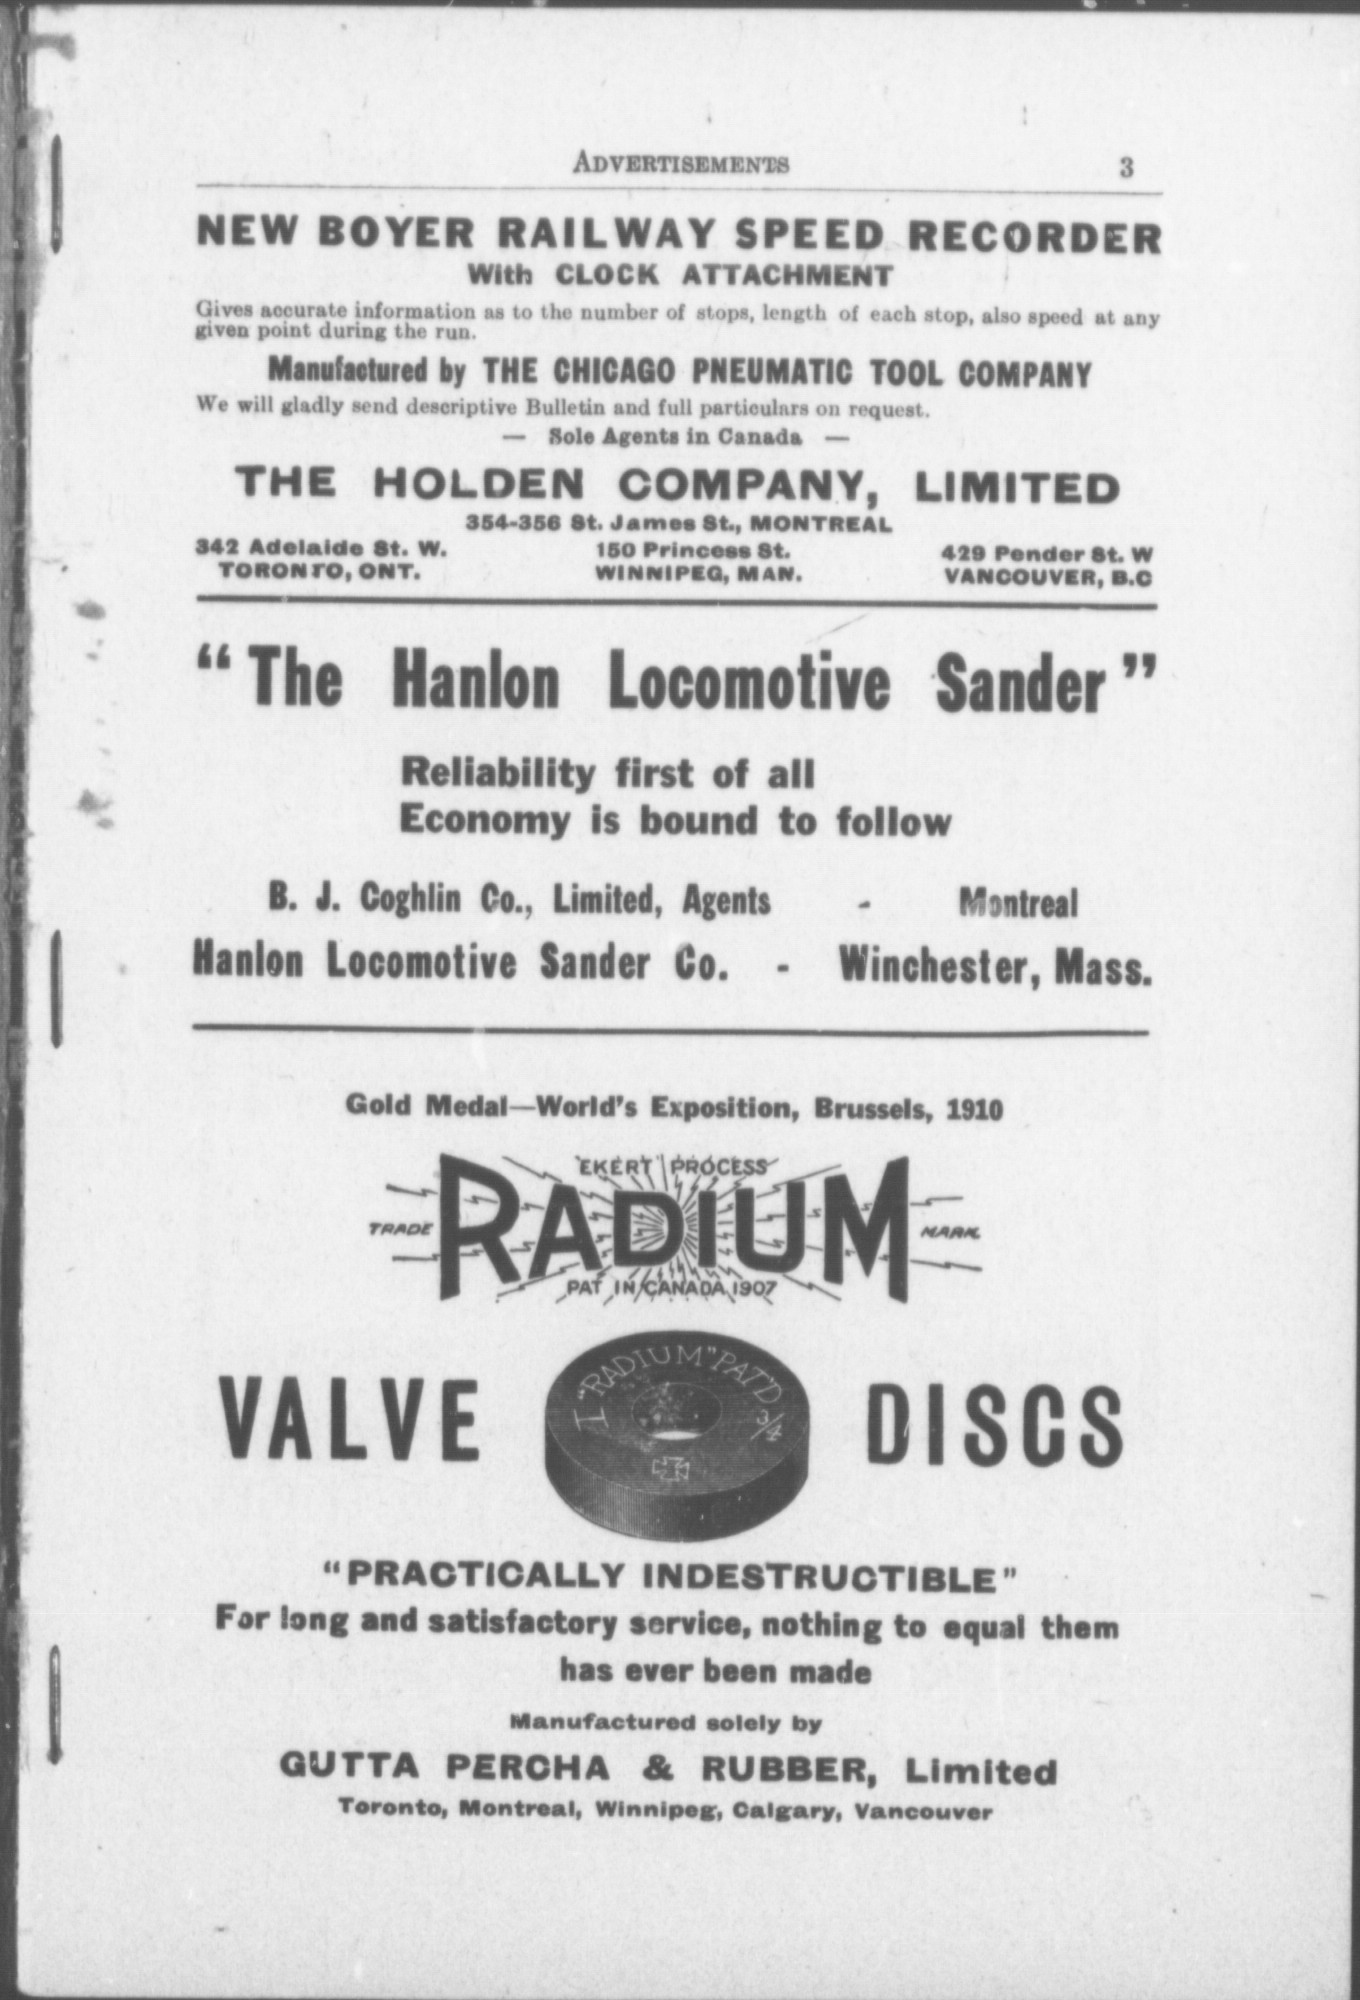 ADVERTISEMENTS 3
NEW BOYER RAILWAY SPEED RECORDER
With CLOCK ATTACHMENT
Gives accurate information as to the number of stops, length of each stop, also speed at any
given point during the run.
Manufactured by THE CHICAGO PNEUMATIC TOOL COMPANY
We will gladly send descriptive Bulletin and full particulars on request.
— Sole Agents in Canada —
THE HOLDEN COMPANY, LIMITED
354-356 St. James St., MONTREAL
342 Adelaide St. W. 150 Princess St. 429 Pender St. W
TORONTO, ONT. WINNIPEG, MAN. VANCOUVER, B.C
“The Hanlon Locomotive Sander”
Reliability first of all
Economy is bound to follow
B. J. Coghlin Co., Limited, Agents - Montreal
Hanlon Locomotive Sander Co. - Winchester, Mass.
Gold Medal—World's Exposition, Brussels, 1910
'EKERT' PROCESS
TRADE RADIUM MARK
PAT IN CANADA 1907
"RADIUM" PAT'D
I 3/4
VALVE DISCS
“PRACTICALLY INDESTRUCTIBLE”
For long and satisfactory service, nothing to equal them
has ever been made
Manufactured solely by
GUTTA PERCHA & RUBBER, Limited
Toronto, Montreal, Winnipeg, Calgary, Vancouver